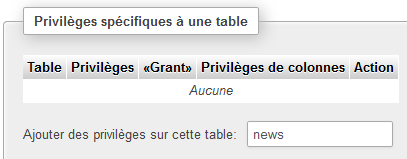 Privilèges spécifiques à une table
Table Privilèges «Grant» Privilèges de colonnes Action
Aucune
Ajouter des privilèges sur cette table: news